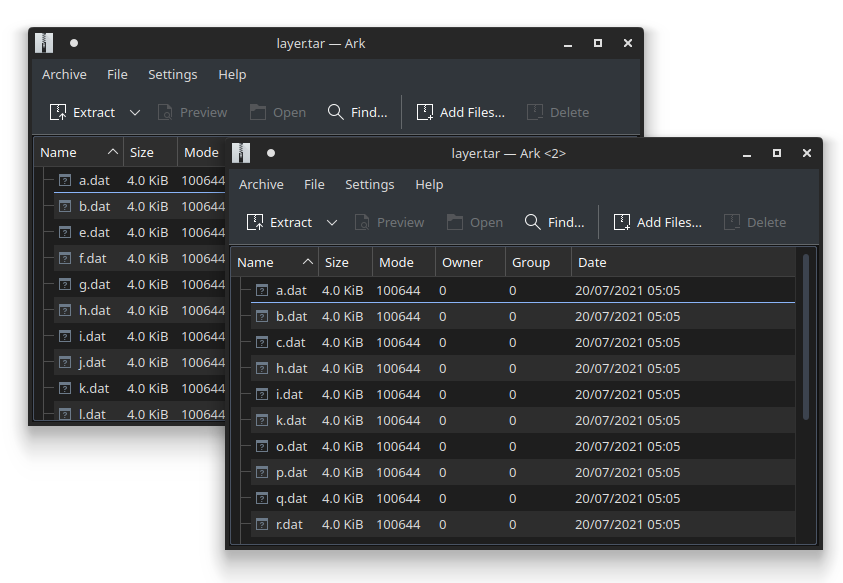 layer.tar — Ark
Archive File Settings Help
Extract Preview Open Find... Add Files... Delete
Name Size Mode
a.dat 4.0 KiB 100644
b.dat 4.0 KiB 100644
e.dat 4.0 KiB 100644
f.dat 4.0 KiB 100644
g.dat 4.0 KiB 100644
h.dat 4.0 KiB 100644
i.dat 4.0 KiB 100644
j.dat 4.0 KiB 100644
k.dat 4.0 KiB 100644
l.dat 4.0 KiB 100644
layer.tar — Ark <2>
Archive File Settings Help
Extract Preview Open Find... Add Files... Delete
Name Size Mode Owner Group Date
a.dat 4.0 KiB 100644 0 0 20/07/2021 05:05
b.dat 4.0 KiB 100644 0 0 20/07/2021 05:05
c.dat 4.0 KiB 100644 0 0 20/07/2021 05:05
h.dat 4.0 KiB 100644 0 0 20/07/2021 05:05
i.dat 4.0 KiB 100644 0 0 20/07/2021 05:05
k.dat 4.0 KiB 100644 0 0 20/07/2021 05:05
o.dat 4.0 KiB 100644 0 0 20/07/2021 05:05
p.dat 4.0 KiB 100644 0 0 20/07/2021 05:05
q.dat 4.0 KiB 100644 0 0 20/07/2021 05:05
r.dat 4.0 KiB 100644 0 0 20/07/2021 05:05